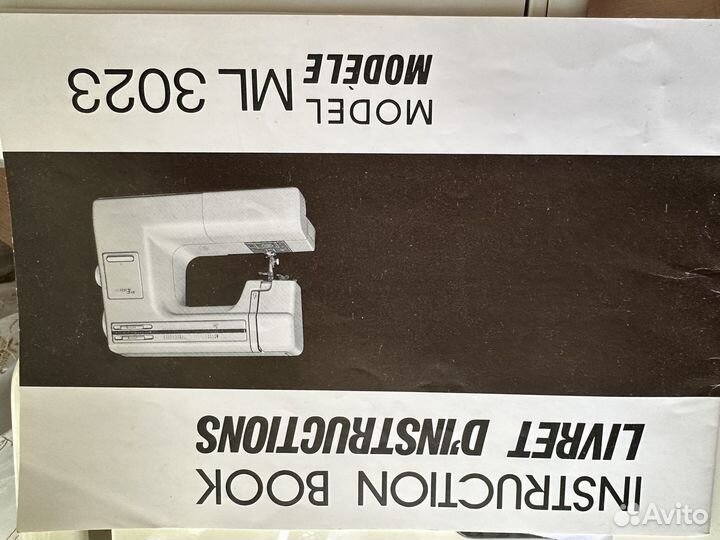 INSTRUCTION BOOK
LIVRET D'INSTRUCTIONS
MODEL ML 3023
MODÈLE
Avito